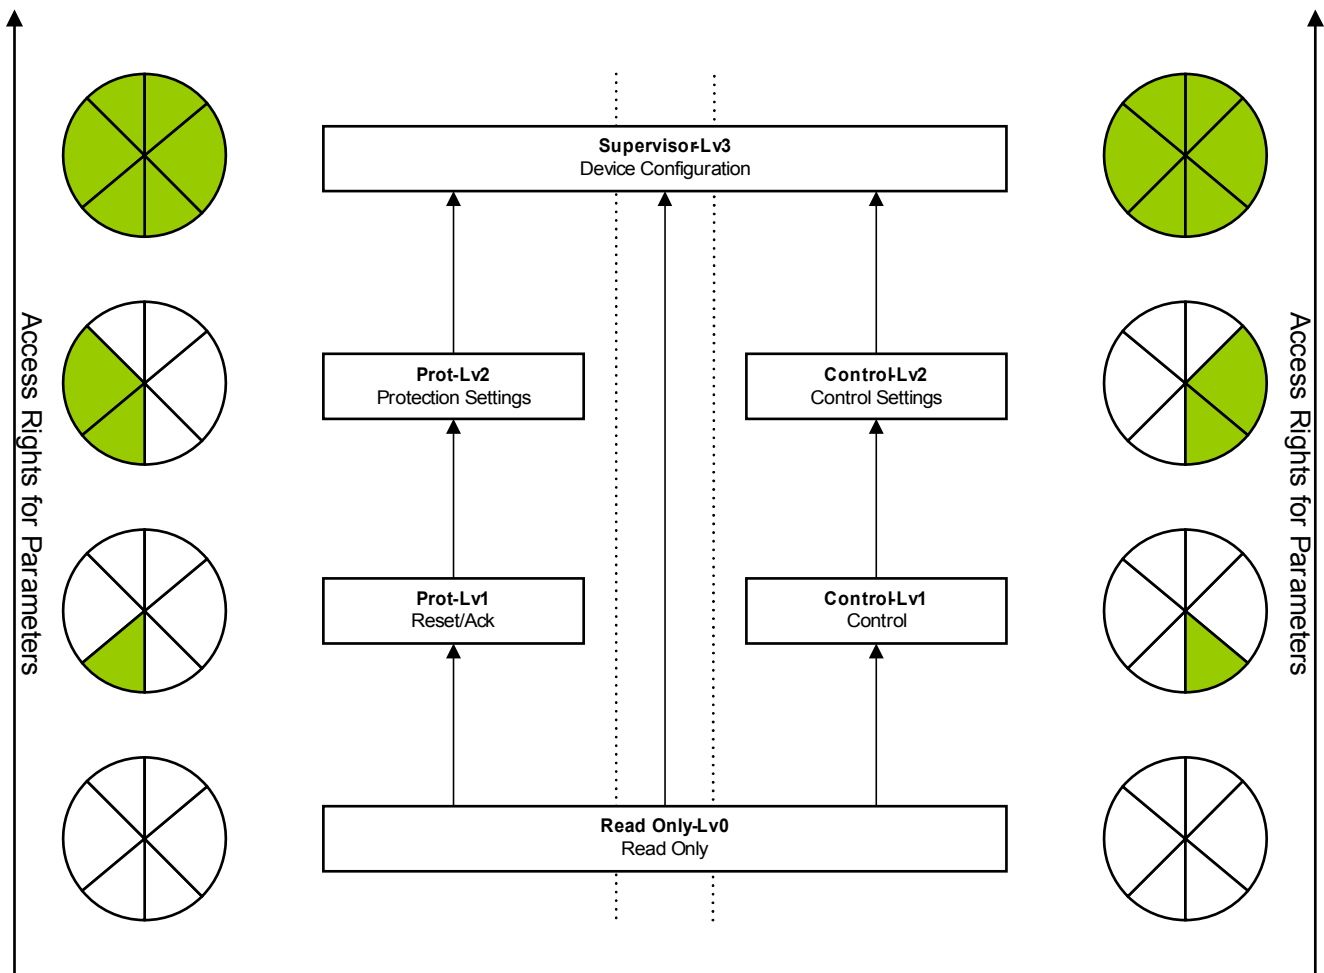 Supervisor-Lv3
Device Configuration
Access Rights for Parameters
Prot-Lv2
Protection Settings
Control-Lv2
Control Settings
Access Rights for Parameters
Prot-Lv1
Reset/Ack
Control-Lv1
Control
Read Only-Lv0
Read Only